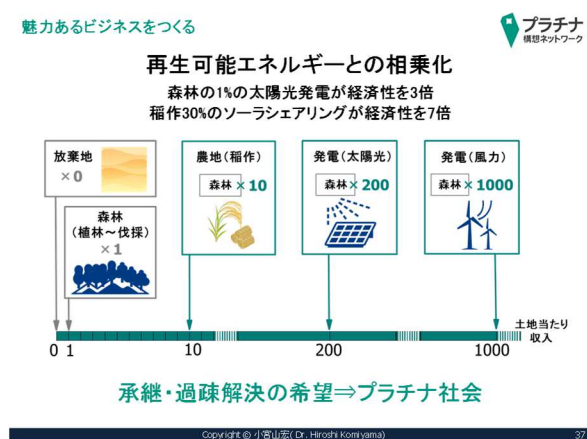 魅力あるビジネスをつくる
プラチナ
構想ネットワーク
再生可能エネルギーとの相乗化
森林の1%の太陽光発電が経済性を3倍
稲作30%のソーラシェアリングが経済性を7倍
放棄地
×0
森林
(植林~伐採)
×1
農地(稲作)
森林×10
発電(太陽光)
森林×200
発電(風力)
森林×1000
土地当たり
収入
0 1 10 200 1000
承継・過疎解決の希望⇒プラチナ社会
Copyright © 小宮山宏( Dr. Hiroshi Komiyama)
37